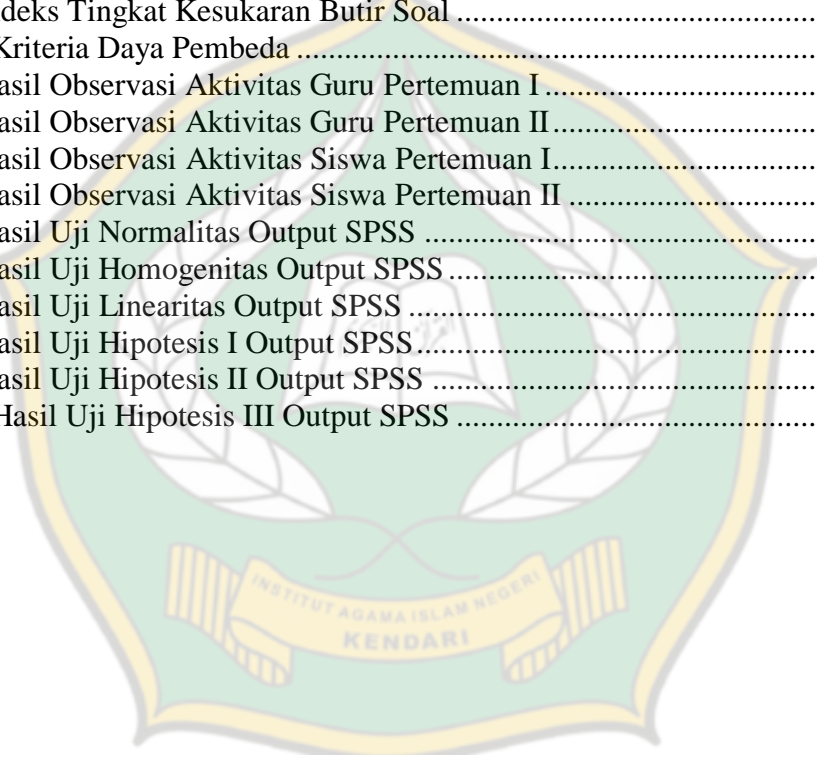 deks Tingkat Kesukaran Butir Soal ..........................................
Kriteria Daya Pembeda ............................................................
asil Observasi Aktivitas Guru Pertemuan I ...............................
asil Observasi Aktivitas Guru Pertemuan II ..............................
asil Observasi Aktivitas Siswa Pertemuan I ..............................
asil Observasi Aktivitas Siswa Pertemuan II ............................
asil Uji Normalitas Output SPSS .............................................
asil Uji Homogenitas Output SPSS ...........................................
asil Uji Linearitas Output SPSS ...............................................
asil Uji Hipotesis I Output SPSS ..............................................
asil Uji Hipotesis II Output SPSS ............................................
Hasil Uji Hipotesis III Output SPSS .........................................
INSTITUT AGAMA ISLAM NEGERI
KENDARI